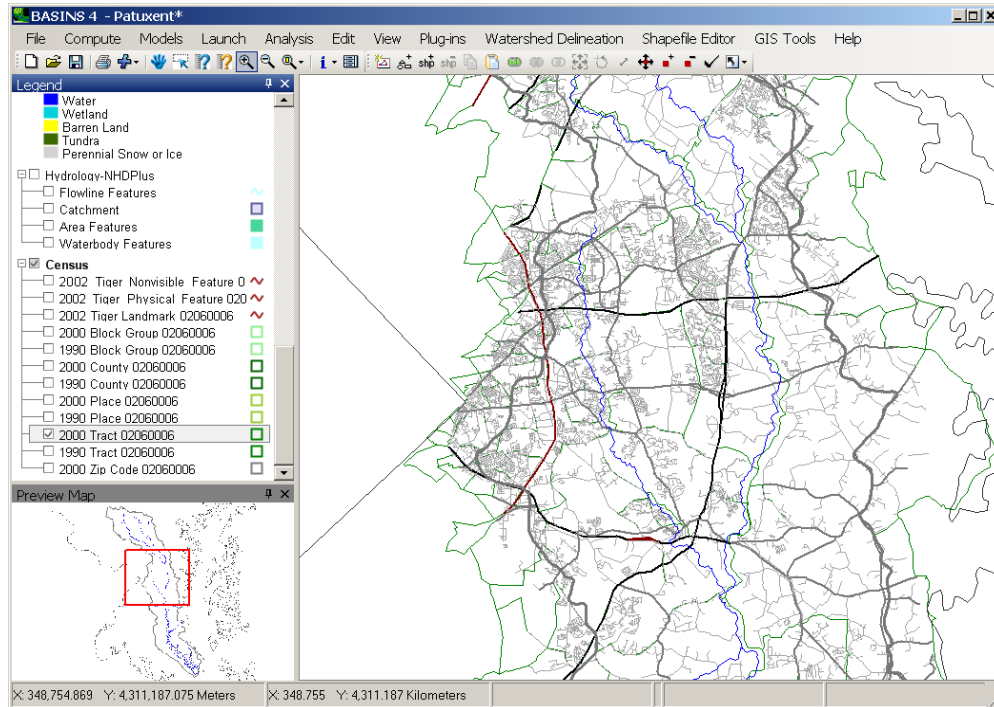 BASINS 4 - Patuxent*
File Compute Models Launch Analysis Edit View Plug-ins Watershed Delineation Shapefile Editor GIS Tools Help
shp shp
Legend
Water
Wetland
Barren Land
Tundra
Perennial Snow or Ice
Hydrology-NHDPlus
Flowline Features
Catchment
Area Features
Waterbody Features
Census
2002 Tiger Nonvisible Feature 0
2002 Tiger Physical Feature 020
2002 Tiger Landmark 02060006
2000 Block Group 02060006
1990 Block Group 02060006
2000 County 02060006
1990 County 02060006
2000 Place 02060006
1990 Place 02060006
2000 Tract 02060006
1990 Tract 02060006
2000 Zip Code 02060006
Preview Map
X: 348,754.869 Y: 4,311,187.075 Meters X: 348.755 Y: 4,311.187 Kilometers